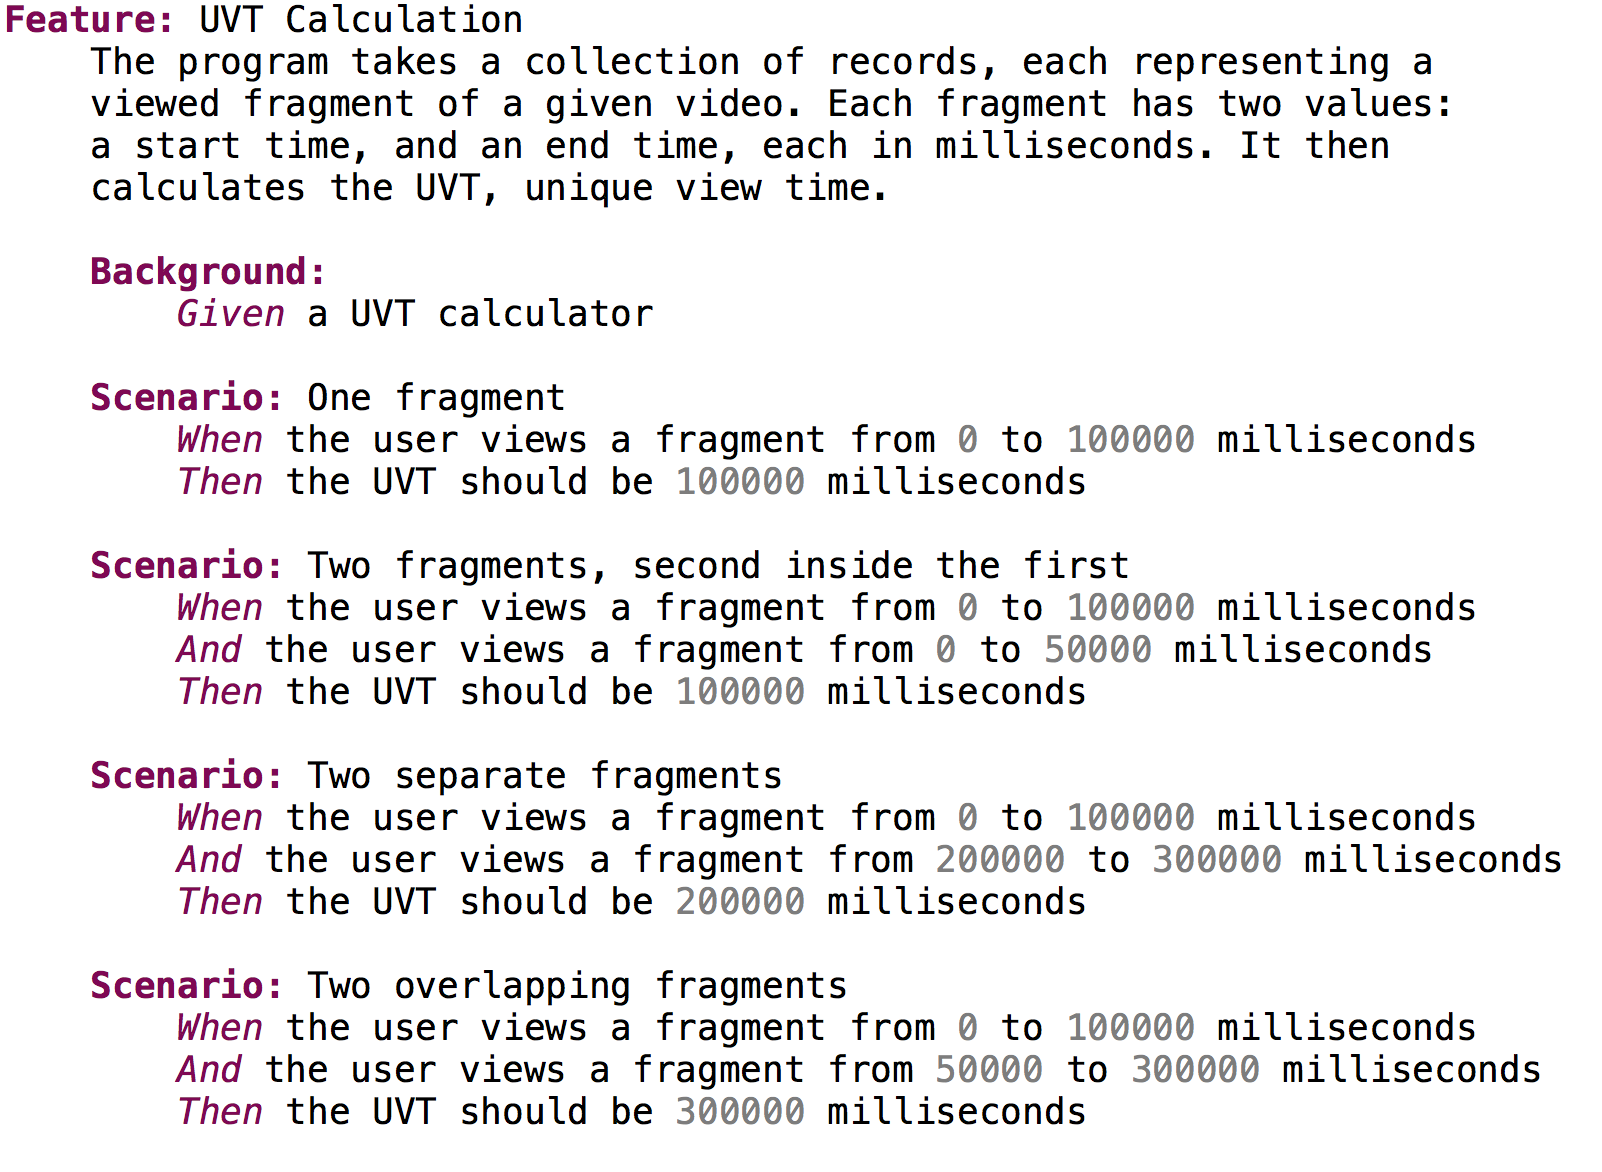 Feature: UVT Calculation
The program takes a collection of records, each representing a
viewed fragment of a given video. Each fragment has two values:
a start time, and an end time, each in milliseconds. It then
calculates the UVT, unique view time.
Background:
Given a UVT calculator
Scenario: One fragment
When the user views a fragment from 0 to 100000 milliseconds
Then the UVT should be 100000 milliseconds
Scenario: Two fragments, second inside the first
When the user views a fragment from 0 to 100000 milliseconds
And the user views a fragment from 0 to 50000 milliseconds
Then the UVT should be 100000 milliseconds
Scenario: Two separate fragments
When the user views a fragment from 0 to 100000 milliseconds
And the user views a fragment from 200000 to 300000 milliseconds
Then the UVT should be 200000 milliseconds
Scenario: Two overlapping fragments
When the user views a fragment from 0 to 100000 milliseconds
And the user views a fragment from 50000 to 300000 milliseconds
Then the UVT should be 300000 milliseconds